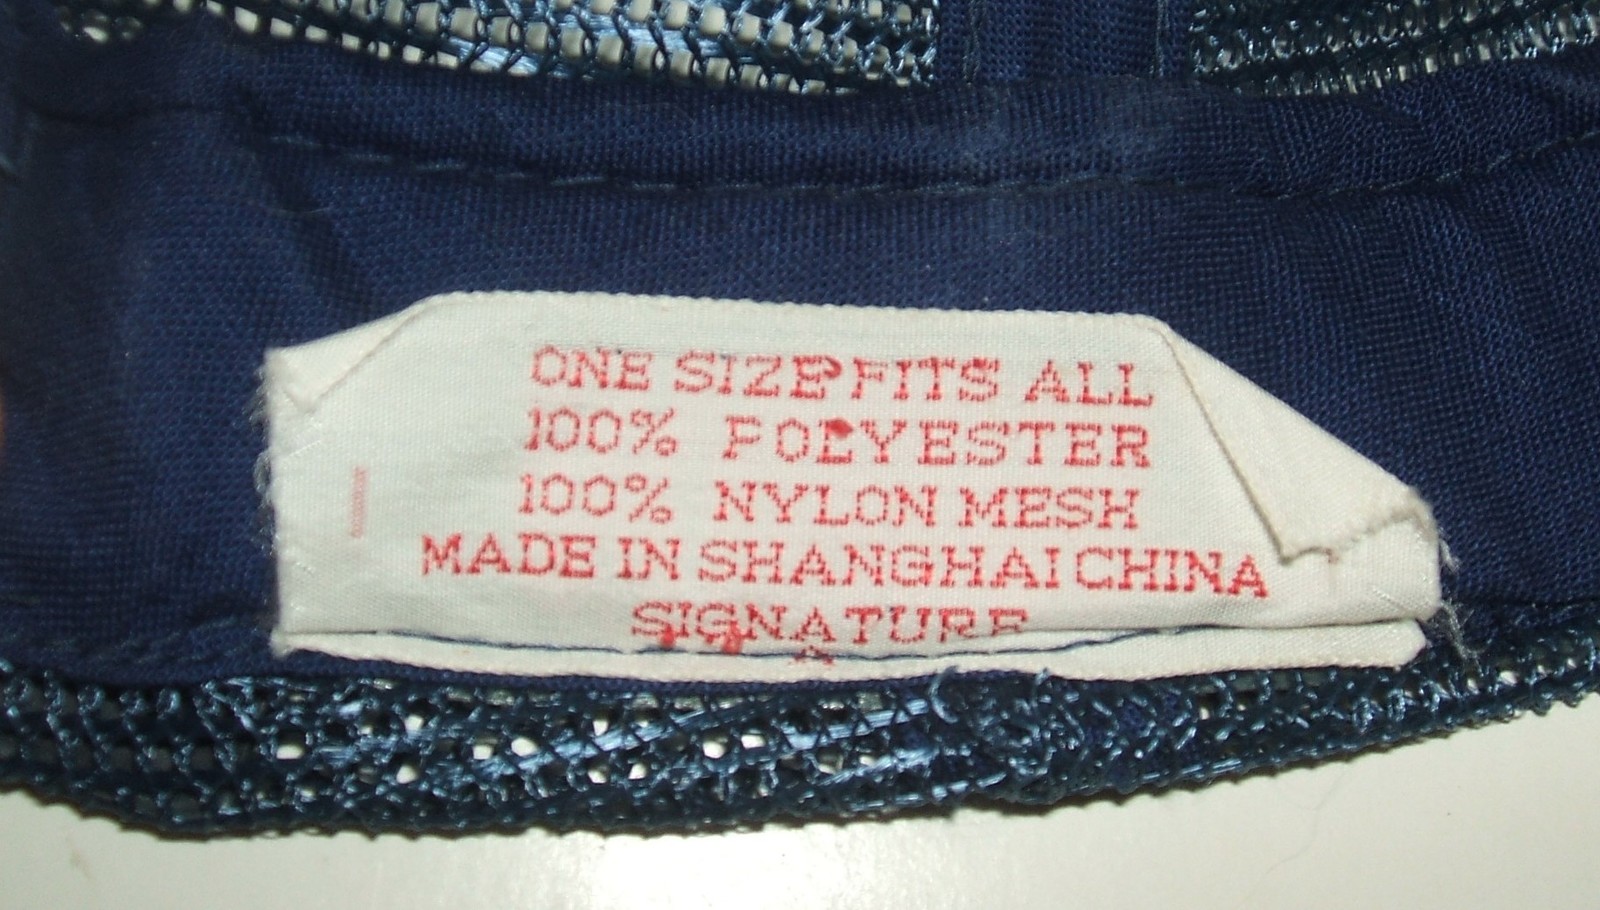 ONE SIZE FITS ALL
100% POLYESTER
100% NYLON MESH
MADE IN SHANGHAI CHINA
SIGNATURE